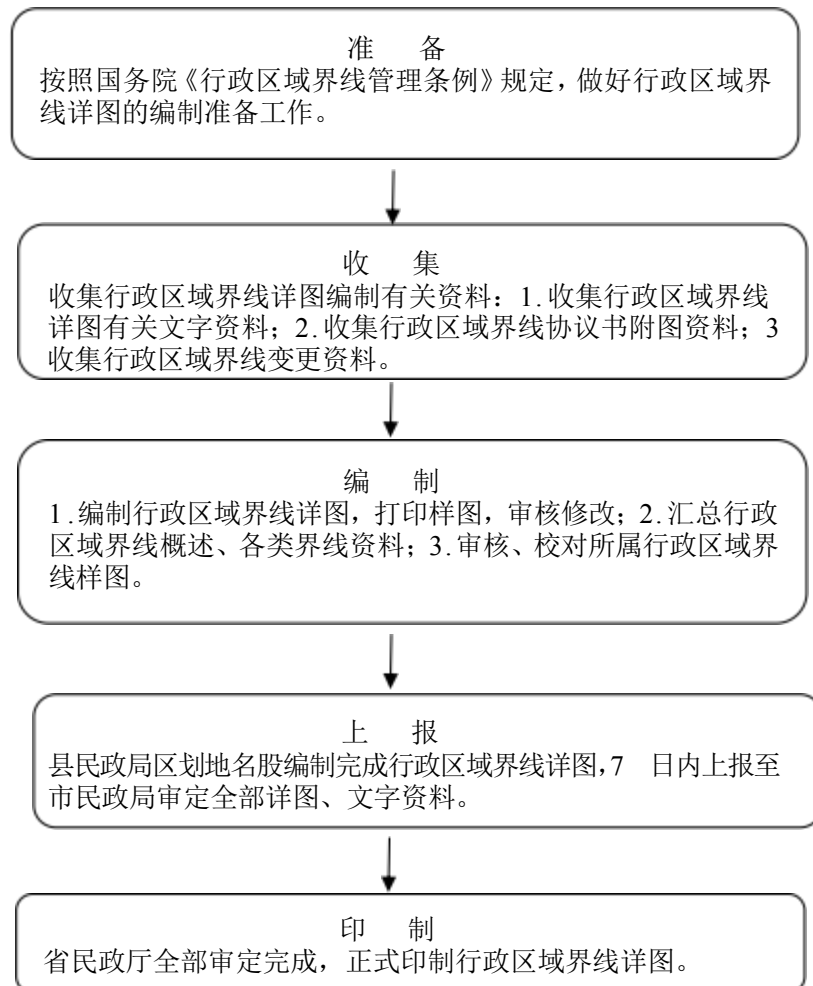 准 备
按照国务院《行政区域界线管理条例》规定，做好行政区域界
线详图的编制准备工作。
收 集
收集行政区域界线详图编制有关资料：1.收集行政区域界线
详图有关文字资料；2.收集行政区域界线协议书附图资料；3
收集行政区域界线变更资料。
编 制
1.编制行政区域界线详图，打印样图，审核修改；2.汇总行政
区域界线概述、各类界线资料；3.审核、校对所属行政区域界
线样图。
上 报
县民政局区划地名股编制完成行政区域界线详图，7 日内上报至
市民政局审定全部详图、文字资料。
印 制
省民政厅全部审定完成，正式印制行政区域界线详图。